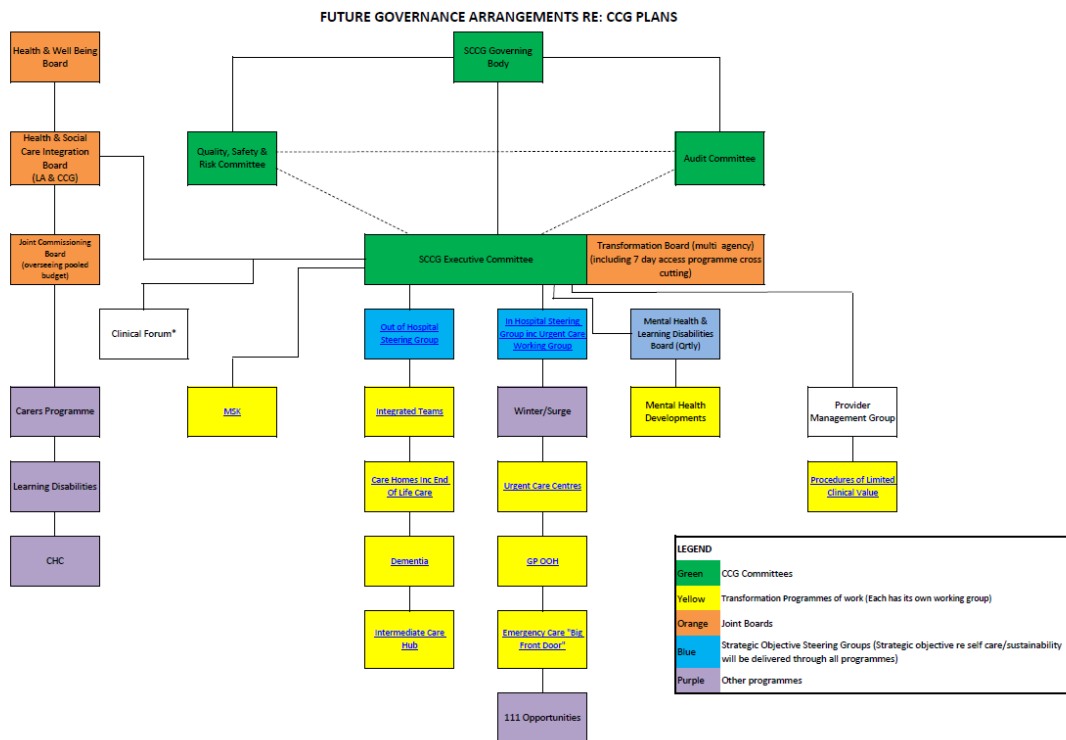 FUTURE GOVERNANCE ARRANGEMENTS RE: CCG PLANS
Health & Well Being
Board
SCCG Governing
Body
Health & Social
Care Integration
Board
(LA & CCG)
Quality, Safety &
Risk Committee
Audit Committee
Joint Commissioning
Board
(overseeing pooled
budget)
SCCG Executive Committee
Transformation Board (multi agency)
(including 7 day access programme cross
cutting)
Clinical Forum*
Out of Hospital
Steering Group
In Hospital Steering
Group inc Urgent Care
Working Group
Mental Health &
Learning Disabilities
Board (Qrtly)
Carers Programme
MSK
Integrated Teams
Winter/Surge
Mental Health
Developments
Provider
Management Group
Learning Disabilities
Care Homes Inc End
Of Life Care
Urgent Care Centres
Procedures of Limited
Clinical Value
CHC
Dementia
GP OOH
Intermediate Care
Hub
Emergency Care "Big
Front Door"
111 Opportunities
LEGEND
Green CCG Committees
Yellow Transformation Programmes of work (Each has its own working group)
Orange Joint Boards
Blue Strategic Objective Steering Groups (Strategic objective re self care/sustainability
will be delivered through all programmes)
Purple Other programmes